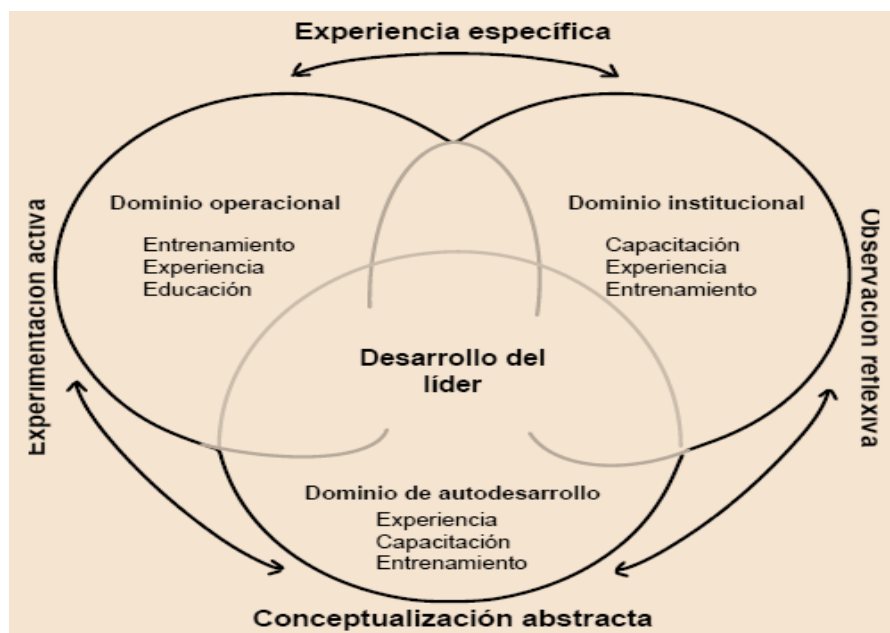 Experiencia específica
Dominio operacional
Entrenamiento
Experiencia
Educación
Dominio institucional
Capacitación
Experiencia
Entrenamiento
Experimentacion activa
Observacion reflexiva
Desarrollo del
líder
Dominio de autodesarrollo
Experiencia
Capacitación
Entrenamiento
Conceptualización abstracta